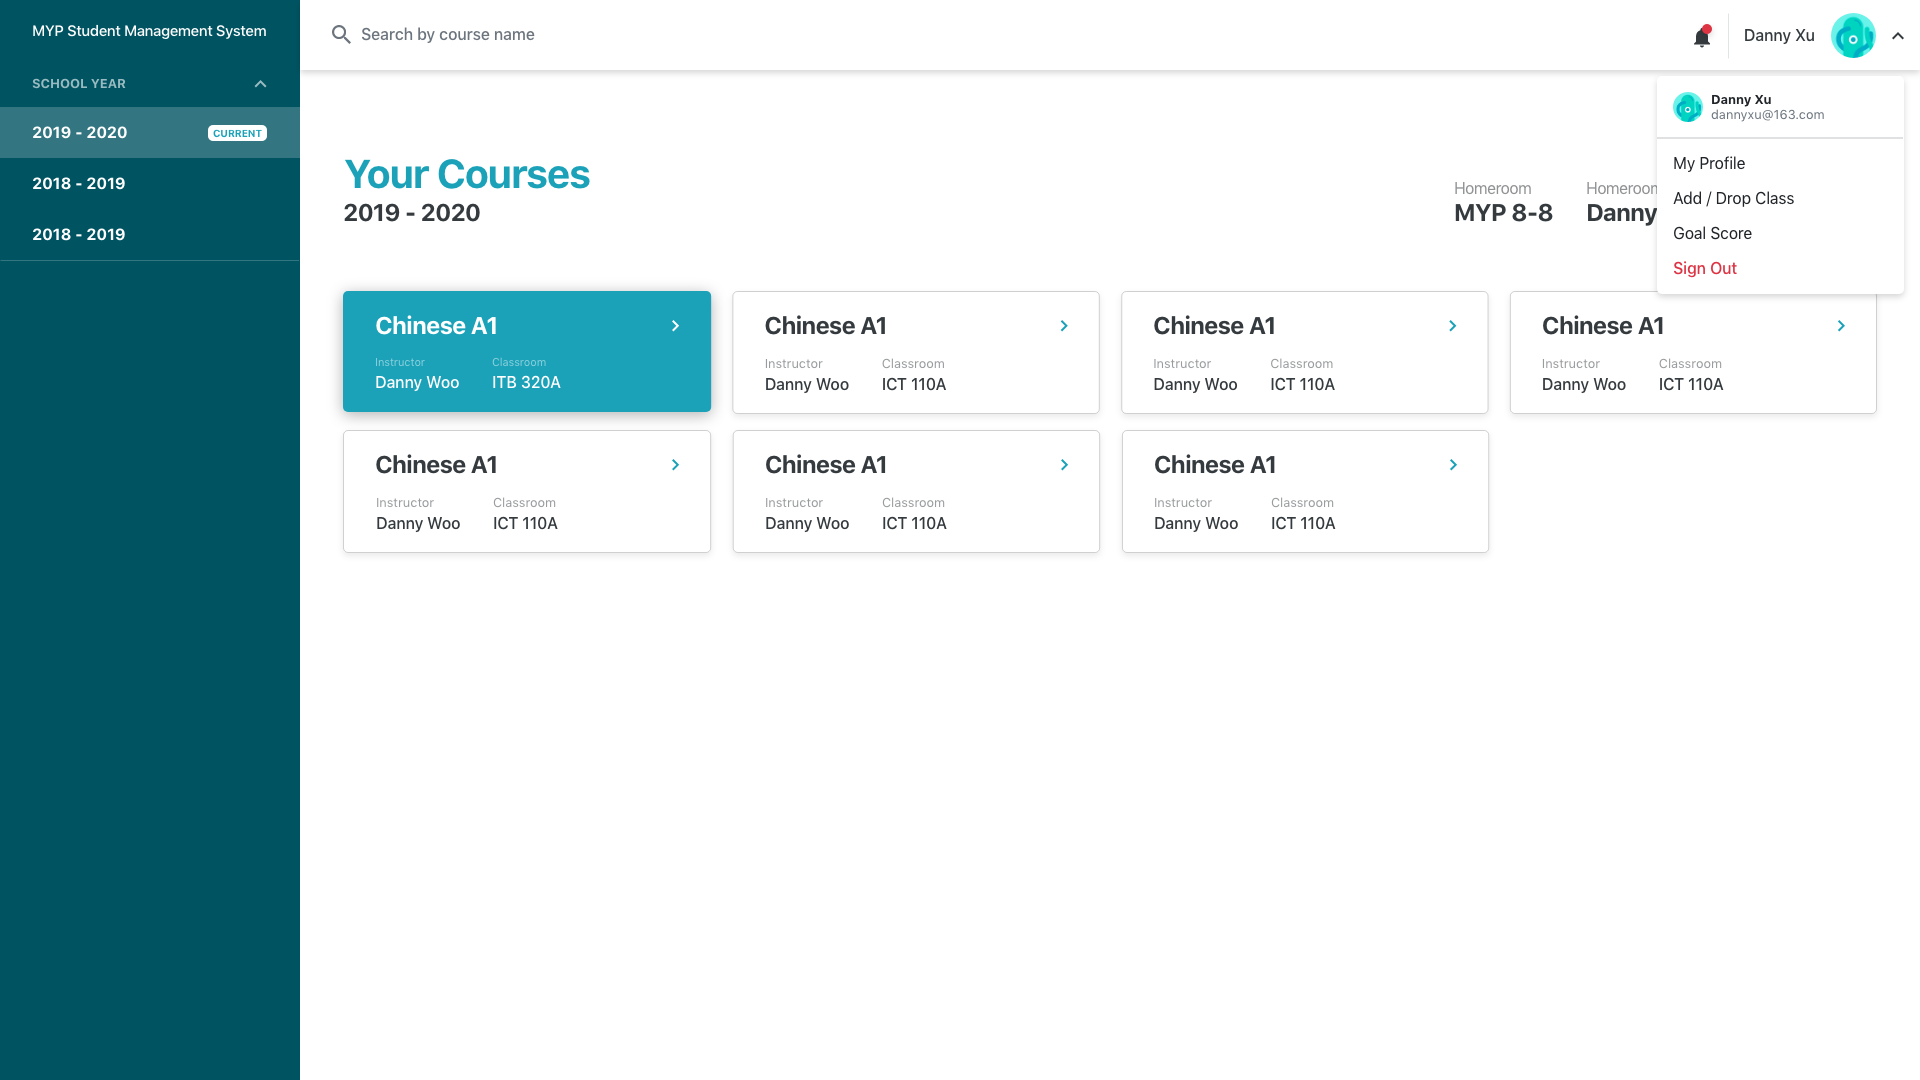 MYP Student Management System
SCHOOL YEAR
2019 - 2020 CURRENT
2018 - 2019
2018 - 2019
Search by course name
Danny Xu
Danny Xu
dannyxu@163.com
My Profile
Add / Drop Class
Goal Score
Sign Out
Your Courses
2019 - 2020
Homeroom
MYP 8-8
Homeroom
Danny
Chinese A1
Instructor Classroom
Danny Woo ITB 320A
Chinese A1
Instructor Classroom
Danny Woo ICT 110A
Chinese A1
Instructor Classroom
Danny Woo ICT 110A
Chinese A1
Instructor Classroom
Danny Woo ICT 110A
Chinese A1
Instructor Classroom
Danny Woo ICT 110A
Chinese A1
Instructor Classroom
Danny Woo ICT 110A
Chinese A1
Instructor Classroom
Danny Woo ICT 110A